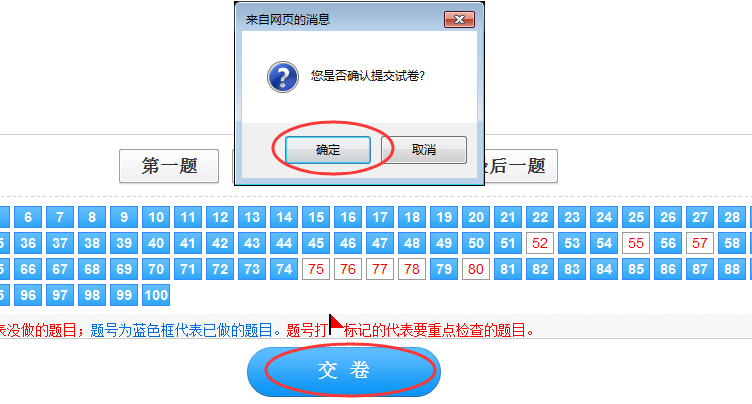 来自网页的消息
您是否确认提交试卷?
确定 取消
第一题 后一题
6 7 8 9 10 11 12 13 14 15 16 17 18 19 20 21 22 23 24 25 26 27 28
36 37 38 39 40 41 42 43 44 45 46 47 48 49 50 51 52 53 54 55 56 57 58
66 67 68 69 70 71 72 73 74 75 76 77 78 79 80 81 82 83 84 85 86 87 88
96 97 98 99 100
表没做的题目；题号为蓝色框代表已做的题目。题号打 标记的代表要重点检查的题目。
交 卷